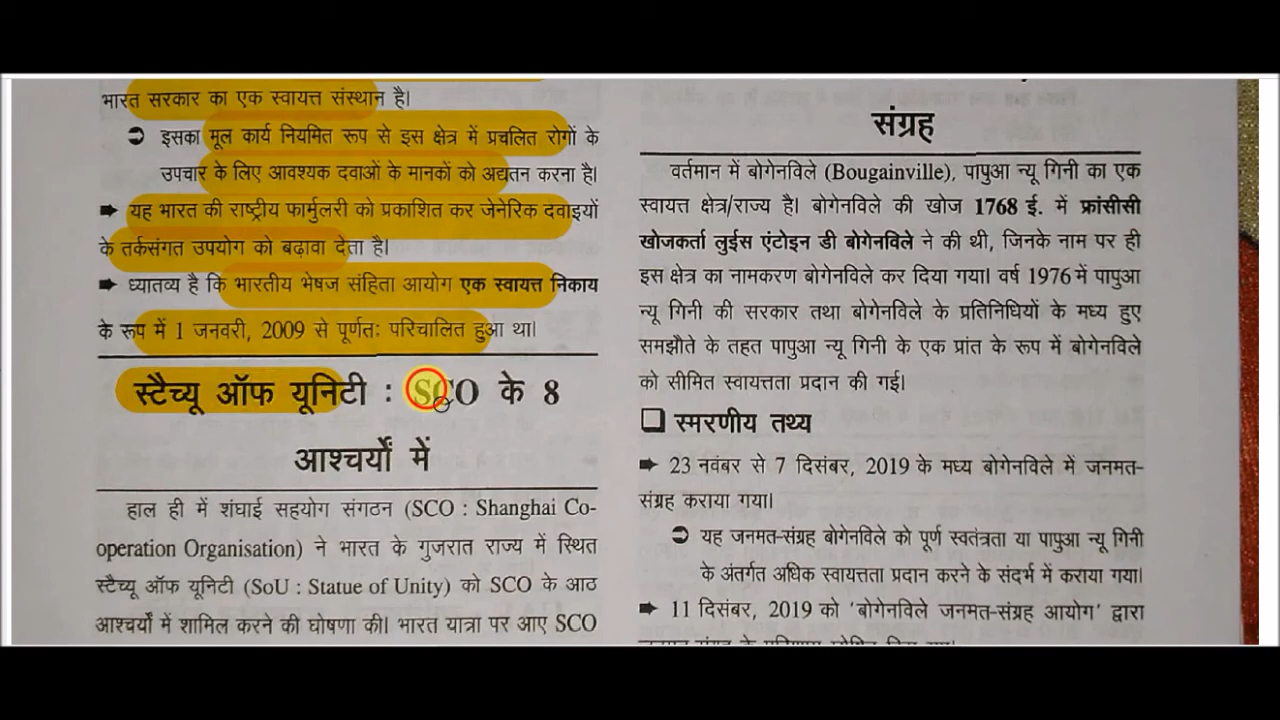 भारत सरकार का एक स्वायत्त संस्थान है।
➲ इसका मूल कार्य नियमित रूप से इस क्षेत्र में प्रचलित रोगों के
उपचार के लिए आवश्यक दवाओं के मानकों को अद्यतन करना है।
➡ यह भारत की राष्ट्रीय फार्मुलरी को प्रकाशित कर जेनेरिक दवाइयों
के तर्कसंगत उपयोग को बढ़ावा देता है।
➡ ध्यातव्य है कि भारतीय भेषज संहिता आयोग एक स्वायत्त निकाय
के रूप में 1 जनवरी, 2009 से पूर्णतः परिचालित हुआ था।
स्टैच्यू ऑफ यूनिटी : SCO के 8
आश्चर्यों में
हाल ही में शंघाई सहयोग संगठन (SCO : Shanghai Co-
operation Organisation) ने भारत के गुजरात राज्य में स्थित
स्टैच्यू ऑफ यूनिटी (SoU : Statue of Unity) को SCO के आठ
आश्चर्यों में शामिल करने की घोषणा की। भारत यात्रा पर आए SCO
संग्रह
वर्तमान में बोगेनविले (Bougainville), पापुआ न्यू गिनी का एक
स्वायत्त क्षेत्र/राज्य है। बोगेनविले की खोज 1768 ई. में फ्रांसीसी
खोजकर्ता लुईस एंटोइन डी बोगेनविले ने की थी, जिनके नाम पर ही
इस क्षेत्र का नामकरण बोगेनविले कर दिया गया। वर्ष 1976 में पापुआ
न्यू गिनी की सरकार तथा बोगेनविले के प्रतिनिधियों के मध्य हुए
समझौते के तहत पापुआ न्यू गिनी के एक प्रांत के रूप में बोगेनविले
को सीमित स्वायत्तता प्रदान की गई।
❑ स्मरणीय तथ्य
➡ 23 नवंबर से 7 दिसंबर, 2019 के मध्य बोगेनविले में जनमत-
संग्रह कराया गया।
➲ यह जनमत-संग्रह बोगेनविले को पूर्ण स्वतंत्रता या पापुआ न्यू गिनी
के अंतर्गत अधिक स्वायत्तता प्रदान करने के संदर्भ में कराया गया।
➡ 11 दिसंबर, 2019 को 'बोगेनविले जनमत-संग्रह आयोग' द्वारा